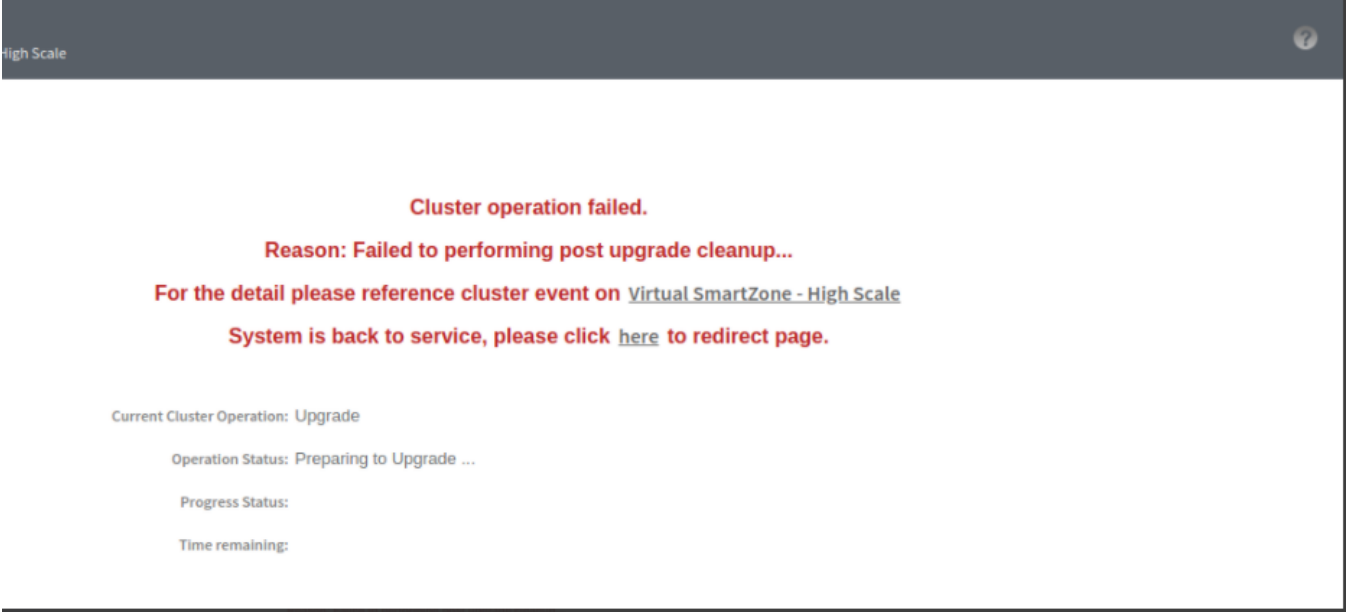 High Scale
?
Cluster operation failed.
Reason: Failed to performing post upgrade cleanup...
For the detail please reference cluster event on Virtual SmartZone - High Scale
System is back to service, please click here to redirect page.
Current Cluster Operation: Upgrade
Operation Status: Preparing to Upgrade ...
Progress Status:
Time remaining: